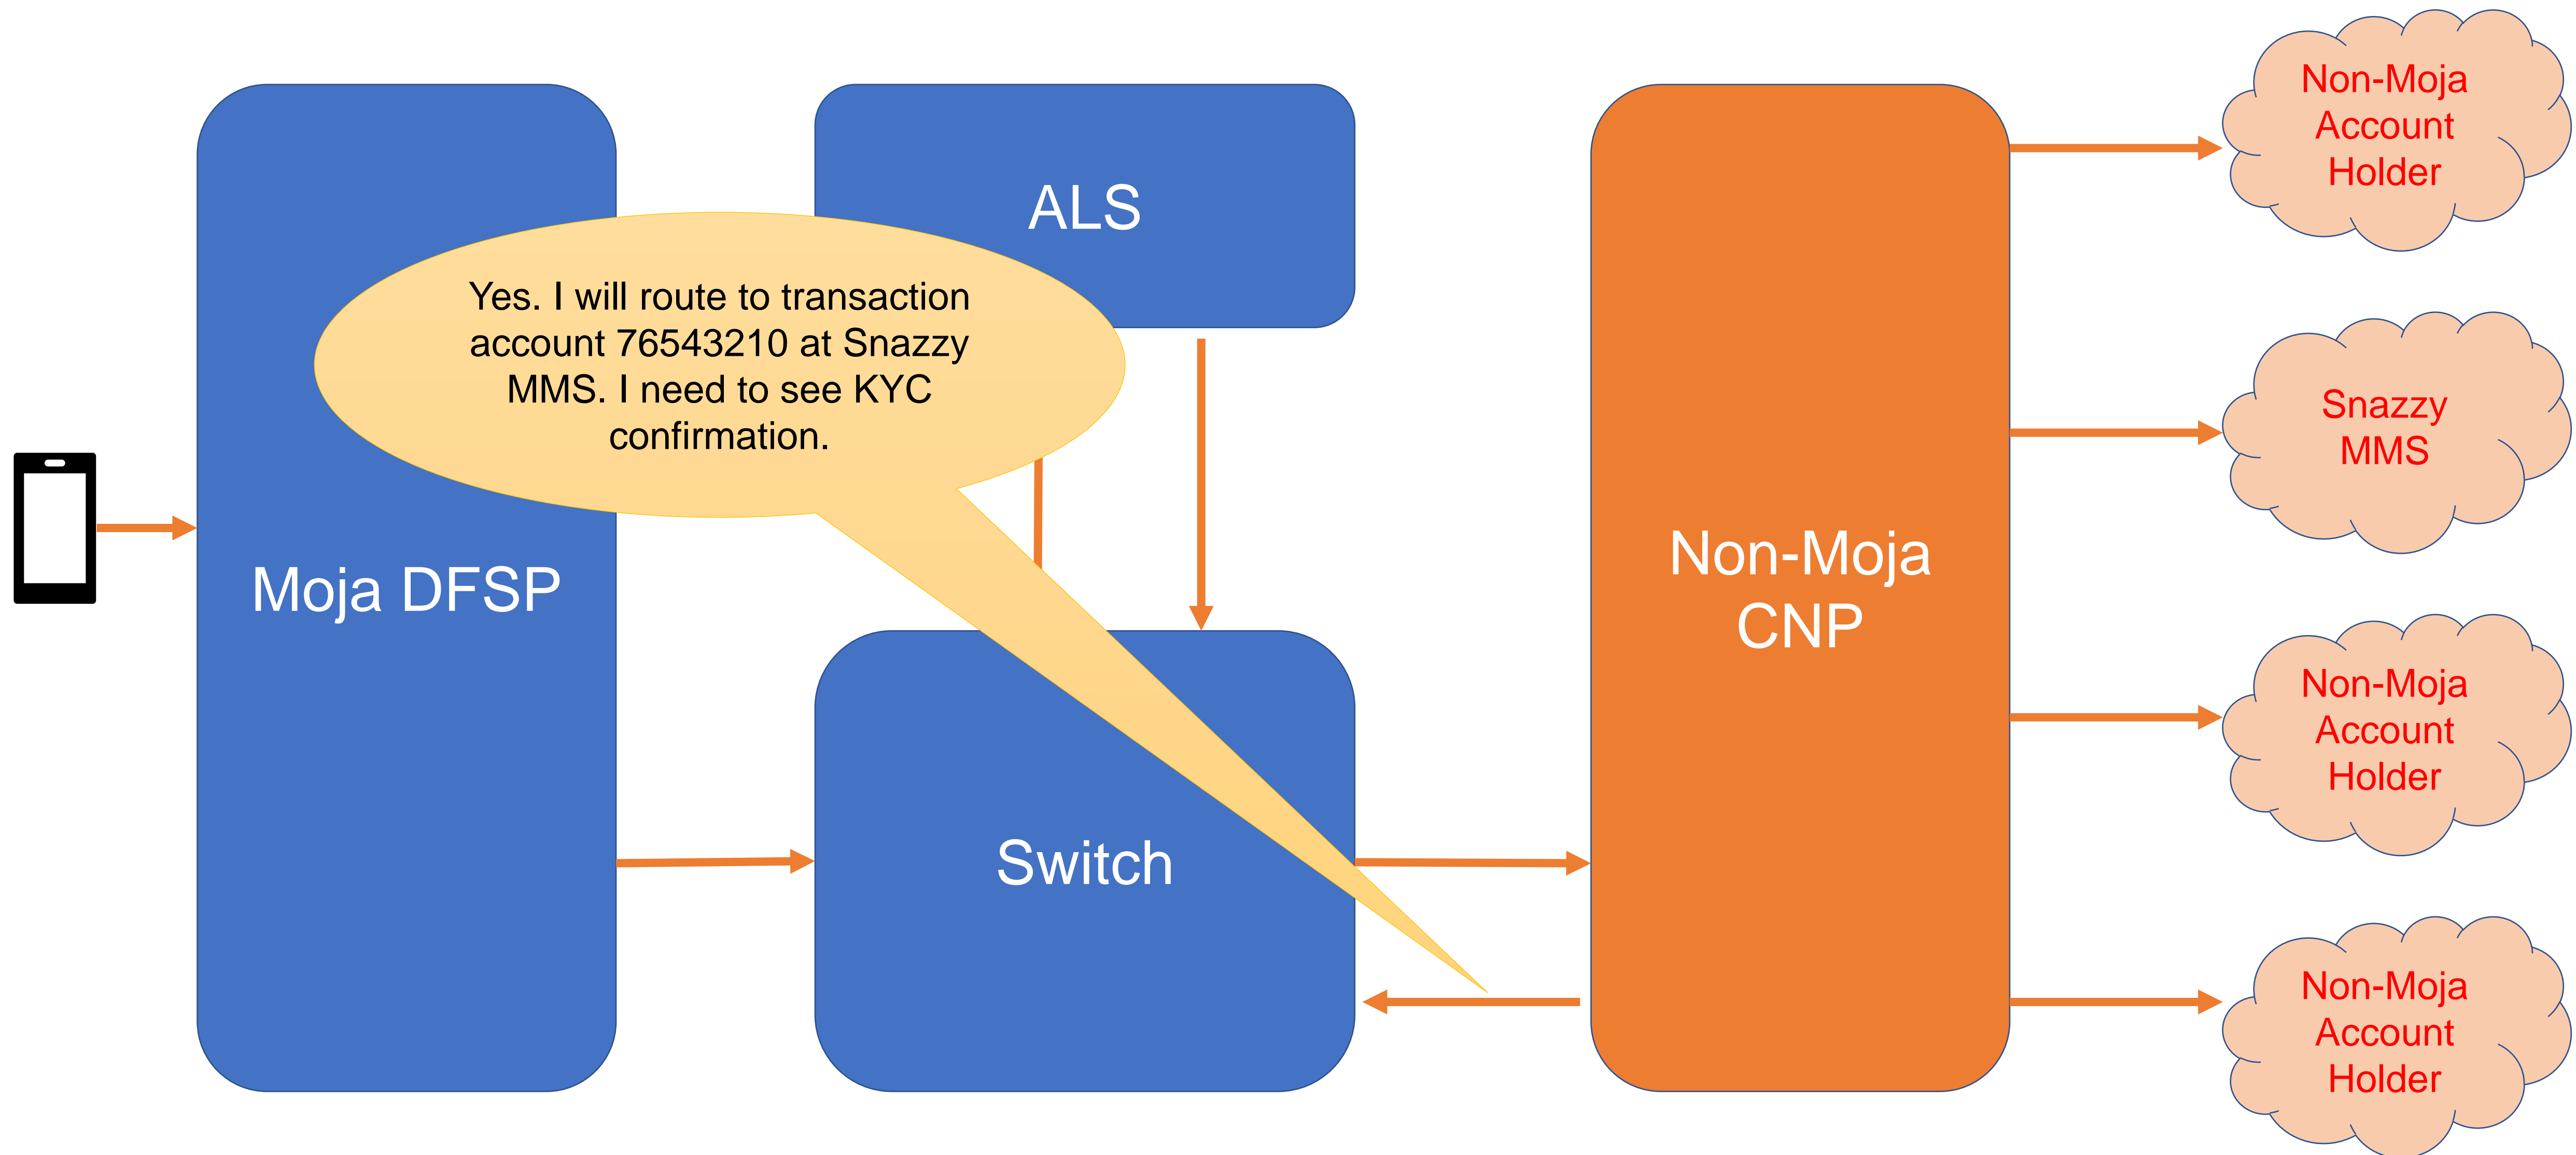 ALS
Yes. I will route to transaction
account 76543210 at Snazzy
MMS. I need to see KYC
confirmation.
Moja DFSP
Switch
Non-Moja
CNP
Non-Moja
Account
Holder
Snazzy
MMS
Non-Moja
Account
Holder
Non-Moja
Account
Holder